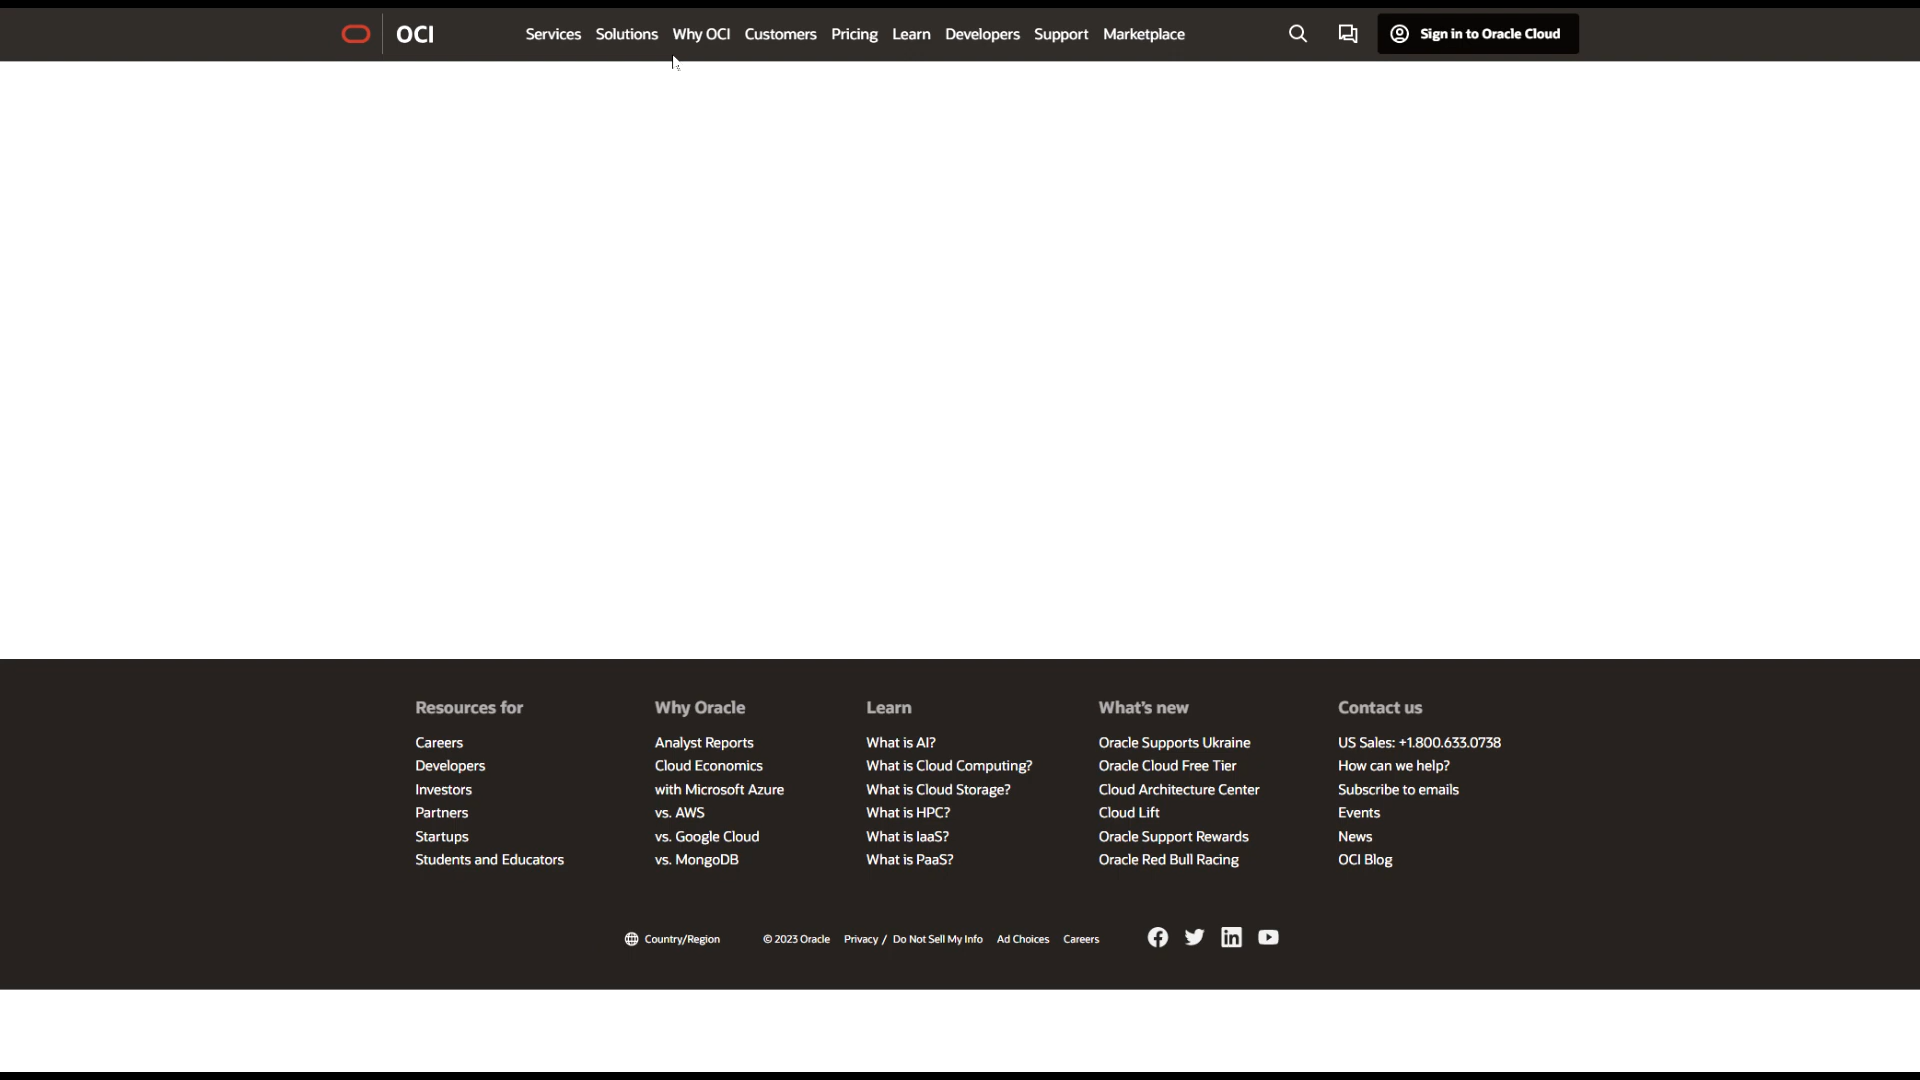 OCI Services Solutions Why OCI Customers Pricing Learn Developers Support Marketplace Sign in to Oracle Cloud
Resources for
Careers
Developers
Investors
Partners
Startups
Students and Educators
Why Oracle
Analyst Reports
Cloud Economics
with Microsoft Azure
vs. AWS
vs. Google Cloud
vs. MongoDB
Learn
What is AI?
What is Cloud Computing?
What is Cloud Storage?
What is HPC?
What is IaaS?
What is PaaS?
What's new
Oracle Supports Ukraine
Oracle Cloud Free Tier
Cloud Architecture Center
Cloud Lift
Oracle Support Rewards
Oracle Red Bull Racing
Contact us
US Sales: +1.800.633.0738
How can we help?
Subscribe to emails
Events
News
OCI Blog
Country/Region © 2023 Oracle Privacy / Do Not Sell My Info Ad Choices Careers